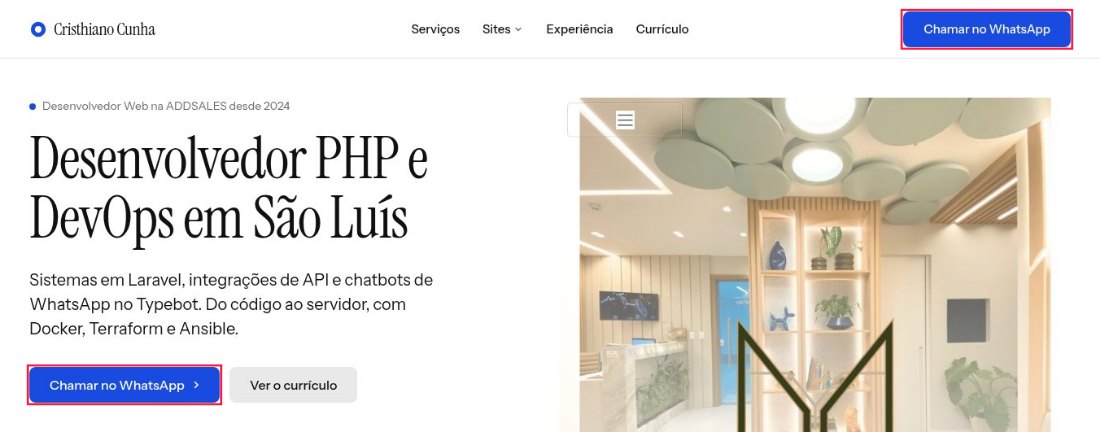 Cristhiano Cunha
Serviços
Sites
Experiência
Currículo
Chamar no WhatsApp
Desenvolvedor Web na ADDSALES desde 2024
Desenvolvedor PHP e
DevOps em São Luís
Sistemas em Laravel, integrações de API e chatbots de
WhatsApp no Typebot. Do código ao servidor, com
Docker, Terraform e Ansible.
Chamar no WhatsApp
Ver o currículo